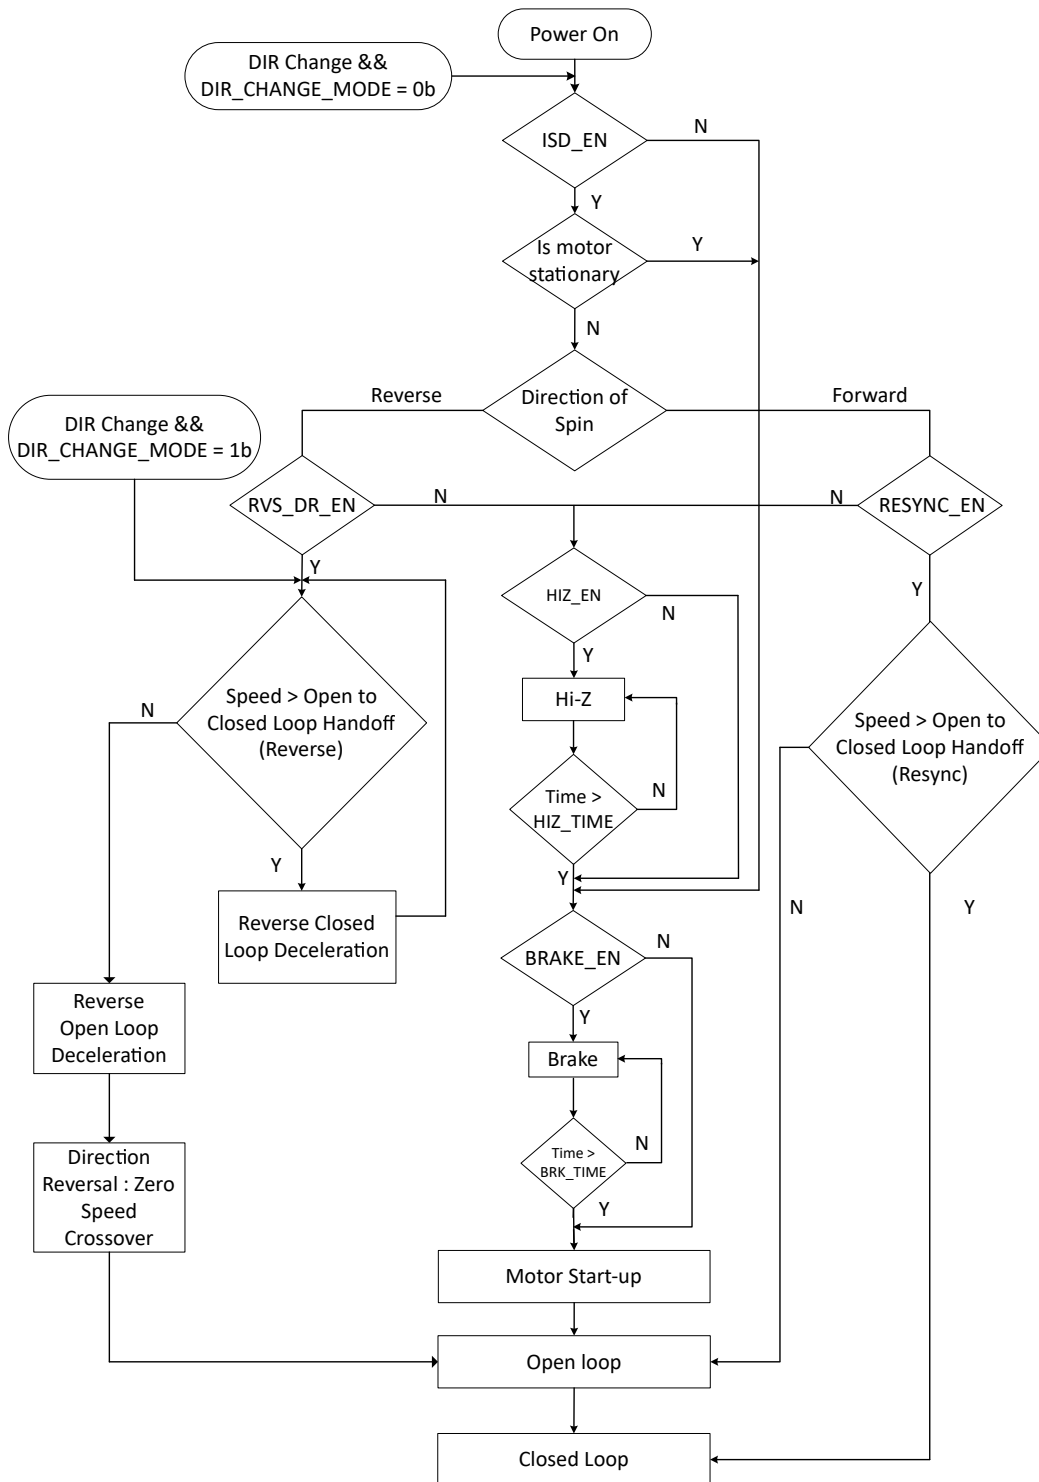 Power On
DIR Change &&
DIR_CHANGE_MODE = 0b
ISD_EN
N
Y
Is motor
stationary
Y
N
Direction of
Spin
Reverse
Forward
DIR Change &&
DIR_CHANGE_MODE = 1b
RVS_DR_EN
N
N
RESYNC_EN
Y
Y
HIZ_EN
N
Y
Speed > Open to
Closed Loop Handoff
(Reverse)
N
Hi-Z
Speed > Open to
Closed Loop Handoff
(Resync)
Time >
HIZ_TIME
N
Y
Y
Reverse Closed
Loop Deceleration
N
Y
BRAKE_EN
N
Y
Reverse
Open Loop
Deceleration
Brake
Time >
BRK_TIME
N
Y
Direction
Reversal : Zero
Speed
Crossover
Motor Start-up
Open loop
Closed Loop